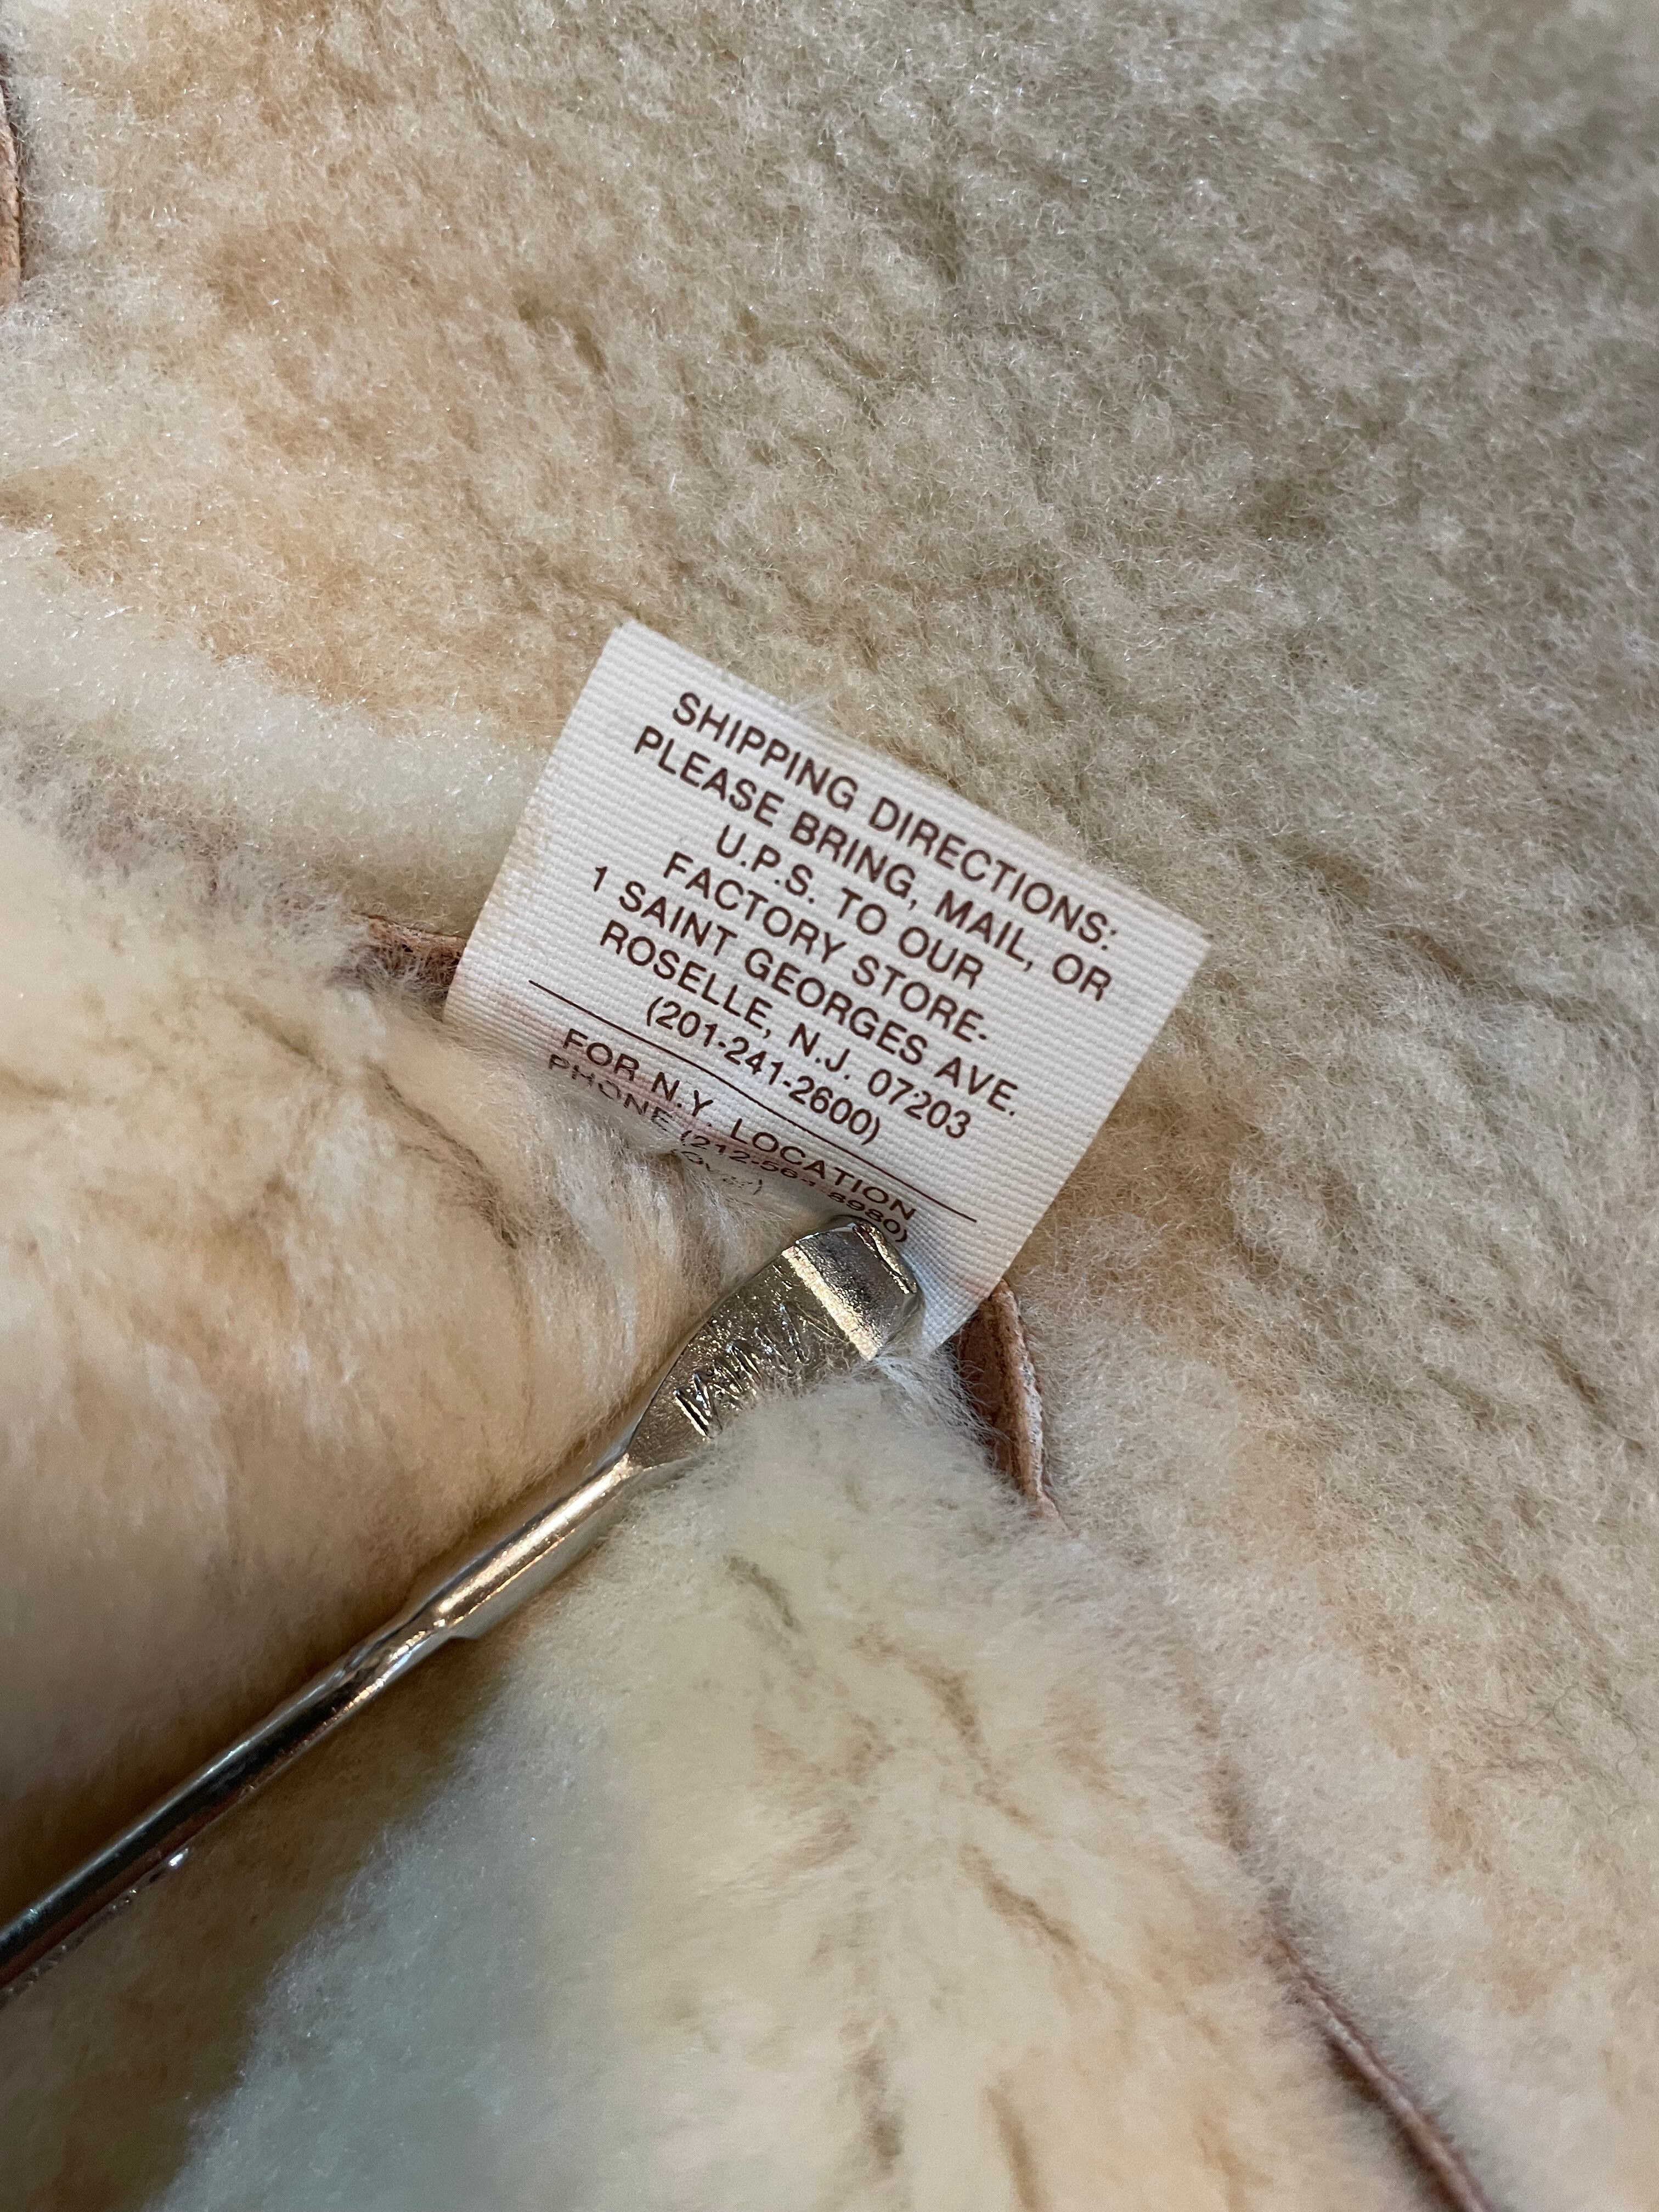 SHIPPING DIRECTIONS:
PLEASE BRING, MAIL, OR
U.P.S. TO OUR
FACTORY STORE-
1 SAINT GEORGES AVE.
ROSELLE, N.J. 07203
(201-241-2600)
FOR N.Y. LOCATION
PHONE